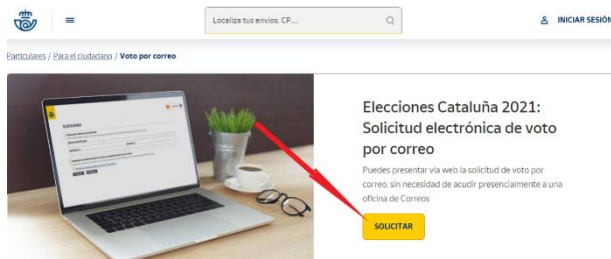 Localiza tus envíos, CP....
INICIAR SESIÓN
Particulares / Para el ciudadano / Voto por correo
ELECCIONES
Elecciones Cataluña 2021:
Solicitud electrónica de voto
por correo
Puedes presentar vía web la solicitud de voto por
correo, sin necesidad de acudir presencialmente a una
oficina de Correos
SOLICITAR